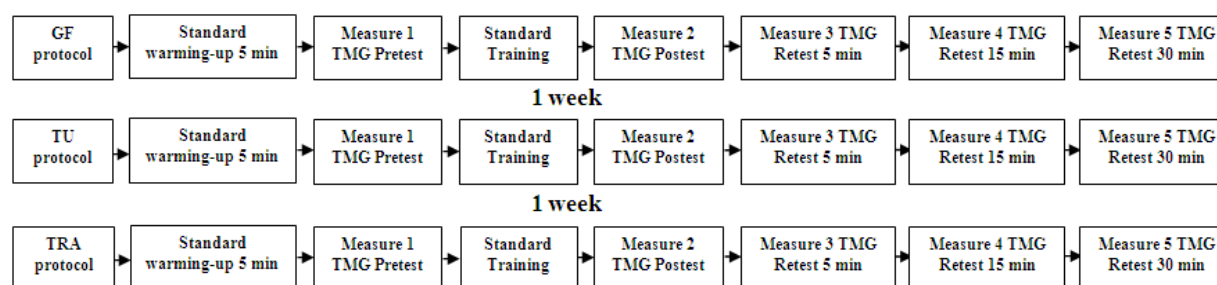 GF
protocol
Standard
warming-up 5 min
Measure 1
TMG Pretest
Standard
Training
Measure 2
TMG Postest
Measure 3 TMG
Retest 5 min
Measure 4 TMG
Retest 15 min
Measure 5 TMG
Retest 30 min
1 week
TU
protocol
Standard
warming-up 5 min
Measure 1
TMG Pretest
Standard
Training
Measure 2
TMG Postest
Measure 3 TMG
Retest 5 min
Measure 4 TMG
Retest 15 min
Measure 5 TMG
Retest 30 min
1 week
TRA
protocol
Standard
warming-up 5 min
Measure 1
TMG Pretest
Standard
Training
Measure 2
TMG Postest
Measure 3 TMG
Retest 5 min
Measure 4 TMG
Retest 15 min
Measure 5 TMG
Retest 30 min